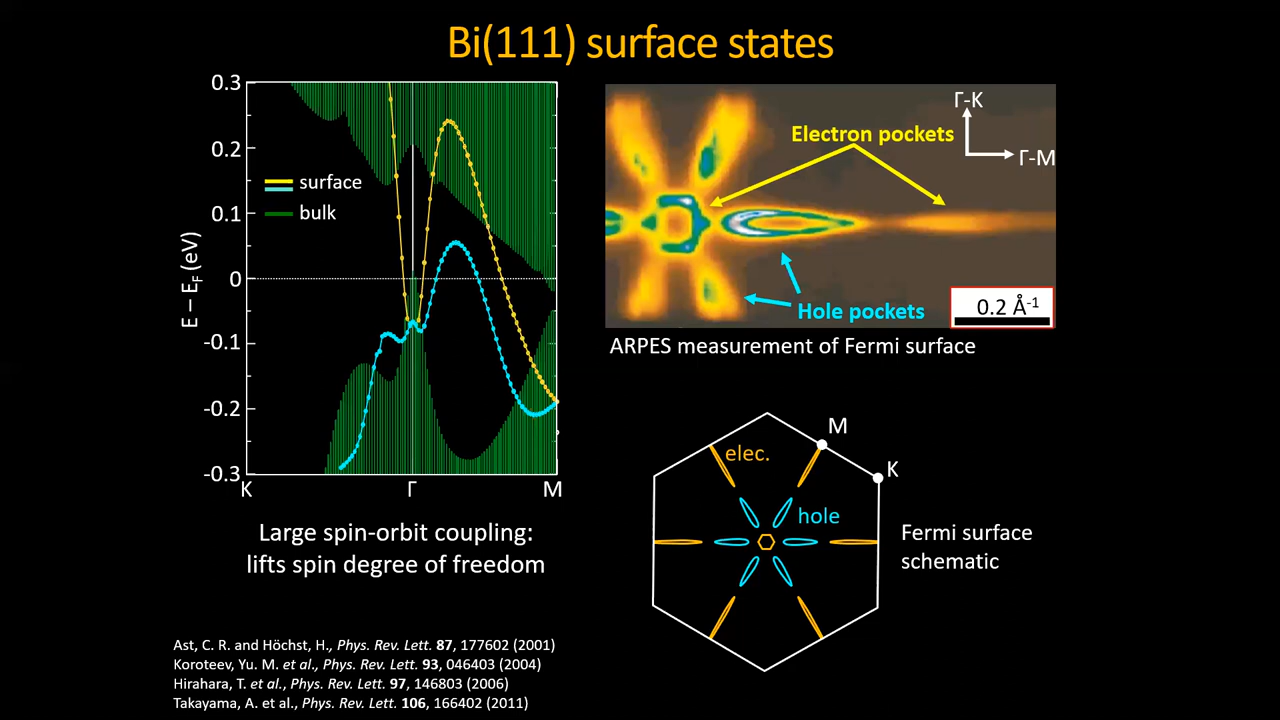 Bi(111) surface states
0.3
0.2
0.1
0
-0.1
-0.2
-0.3
E – E_F (eV)
surface
bulk
K
Γ
M
Large spin-orbit coupling:
lifts spin degree of freedom
Γ-K
Γ-M
Electron pockets
Hole pockets
0.2 Å⁻¹
ARPES measurement of Fermi surface
M
K
elec.
hole
Fermi surface
schematic
Ast, C. R. and Höchst, H., Phys. Rev. Lett. 87, 177602 (2001)
Koroteev, Yu. M. et al., Phys. Rev. Lett. 93, 046403 (2004)
Hirahara, T. et al., Phys. Rev. Lett. 97, 146803 (2006)
Takayama, A. et al., Phys. Rev. Lett. 106, 166402 (2011)